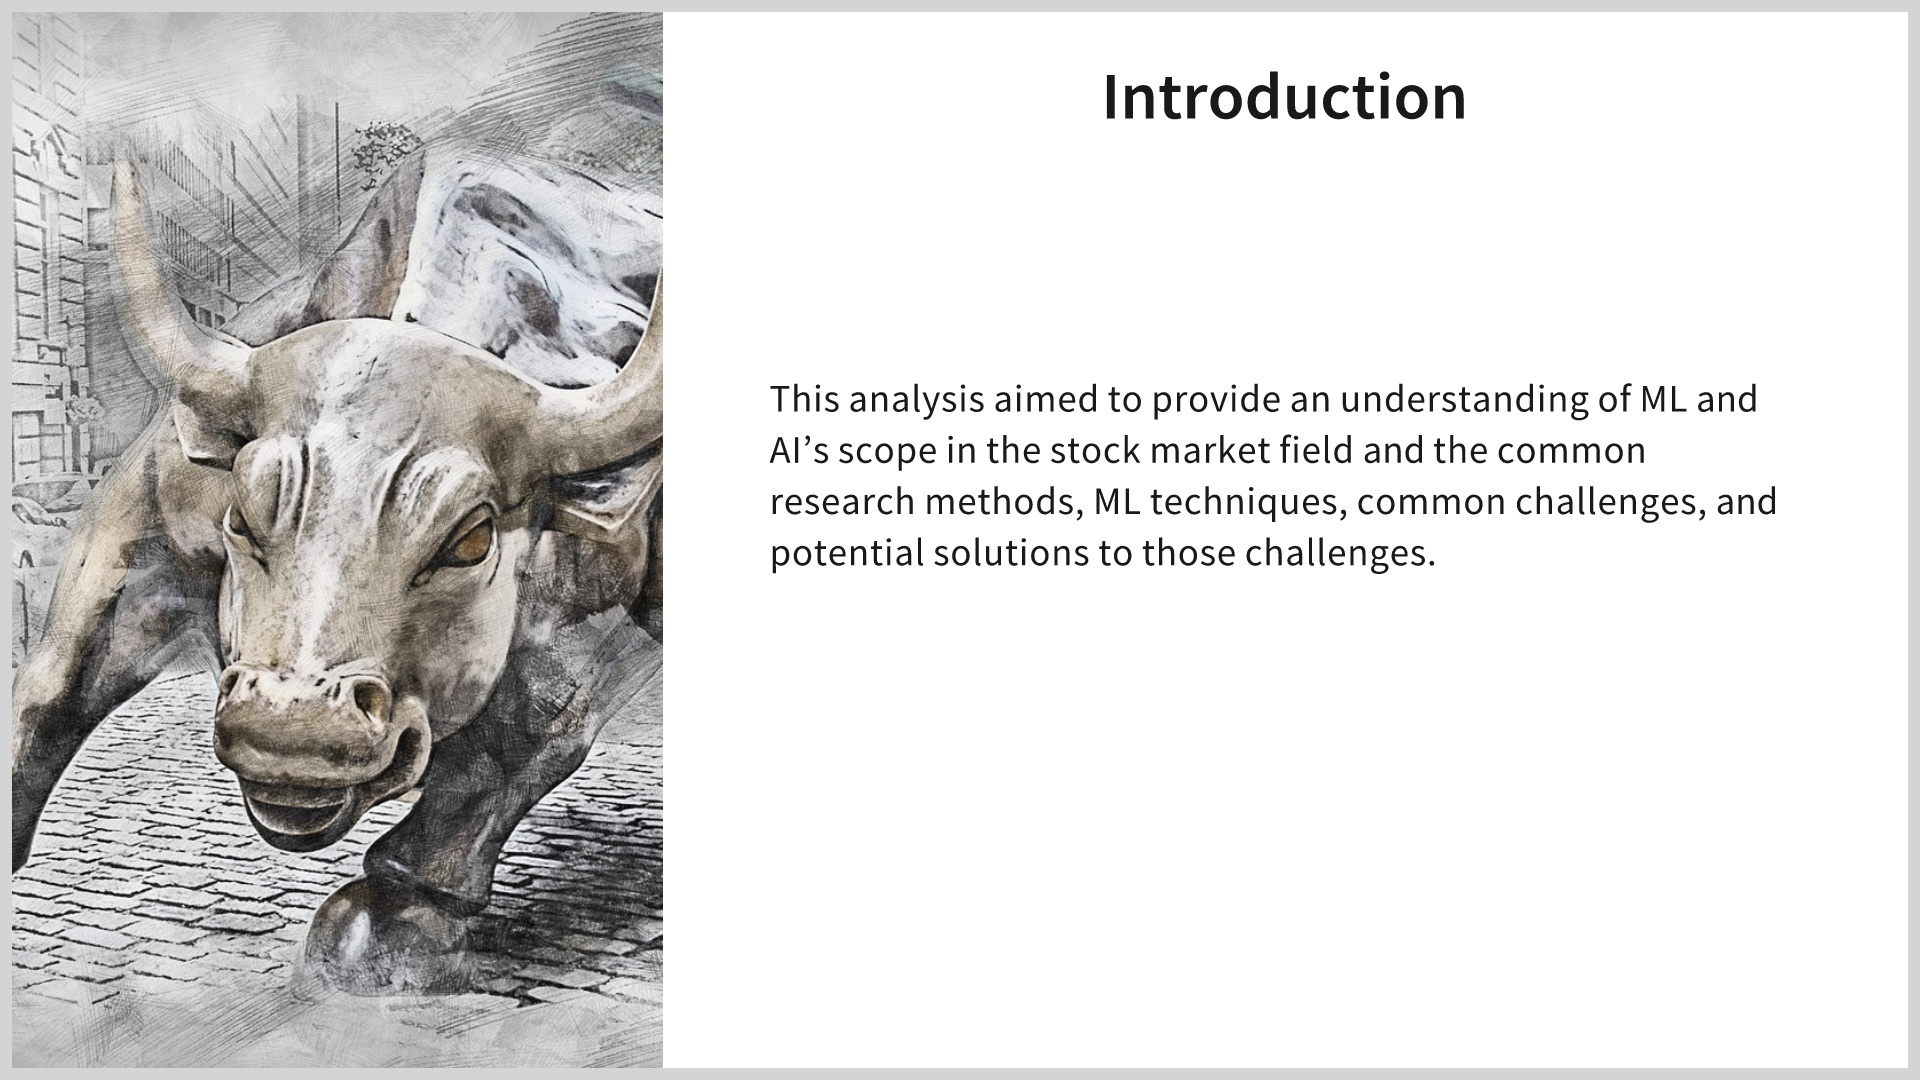 Introduction
This analysis aimed to provide an understanding of ML and
AI’s scope in the stock market field and the common
research methods, ML techniques, common challenges, and
potential solutions to those challenges.